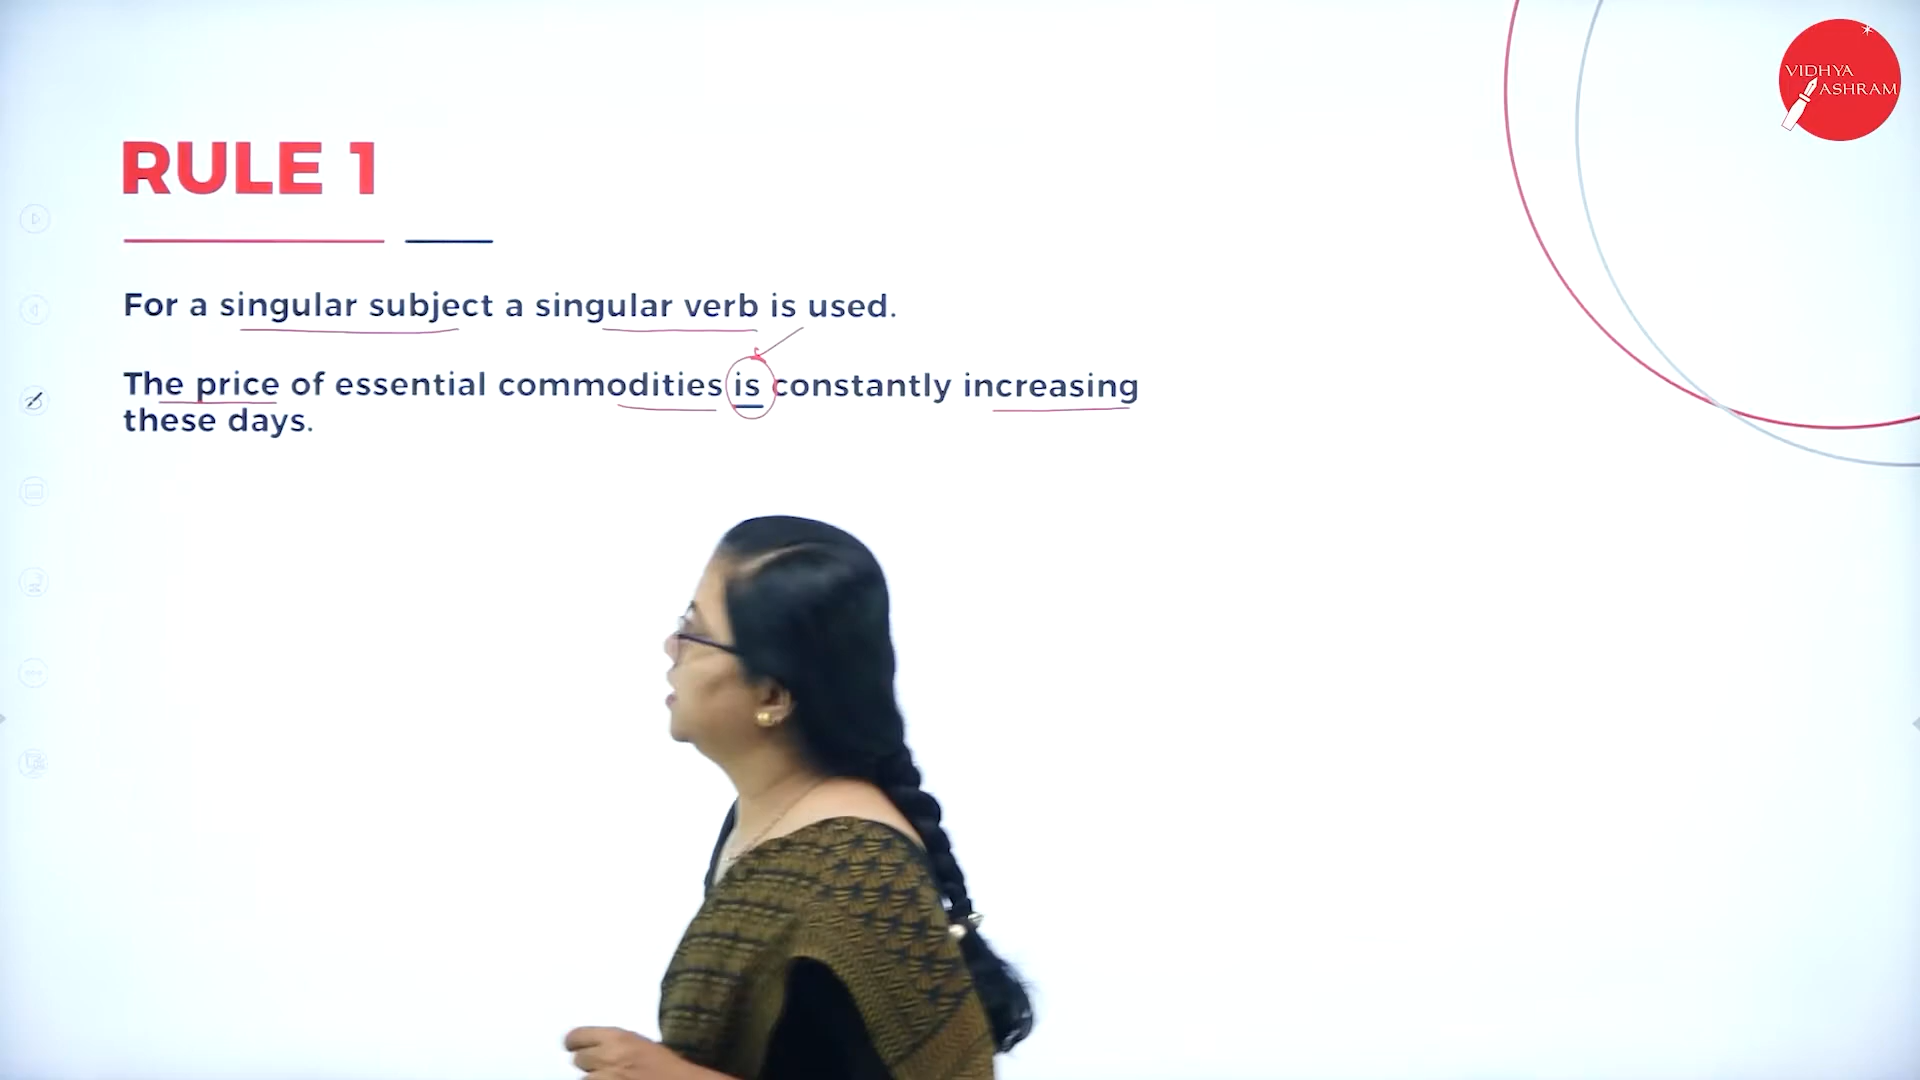 VIDHYA
ASHRAM
RULE 1
For a singular subject a singular verb is used.
The price of essential commodities is constantly increasing
these days.